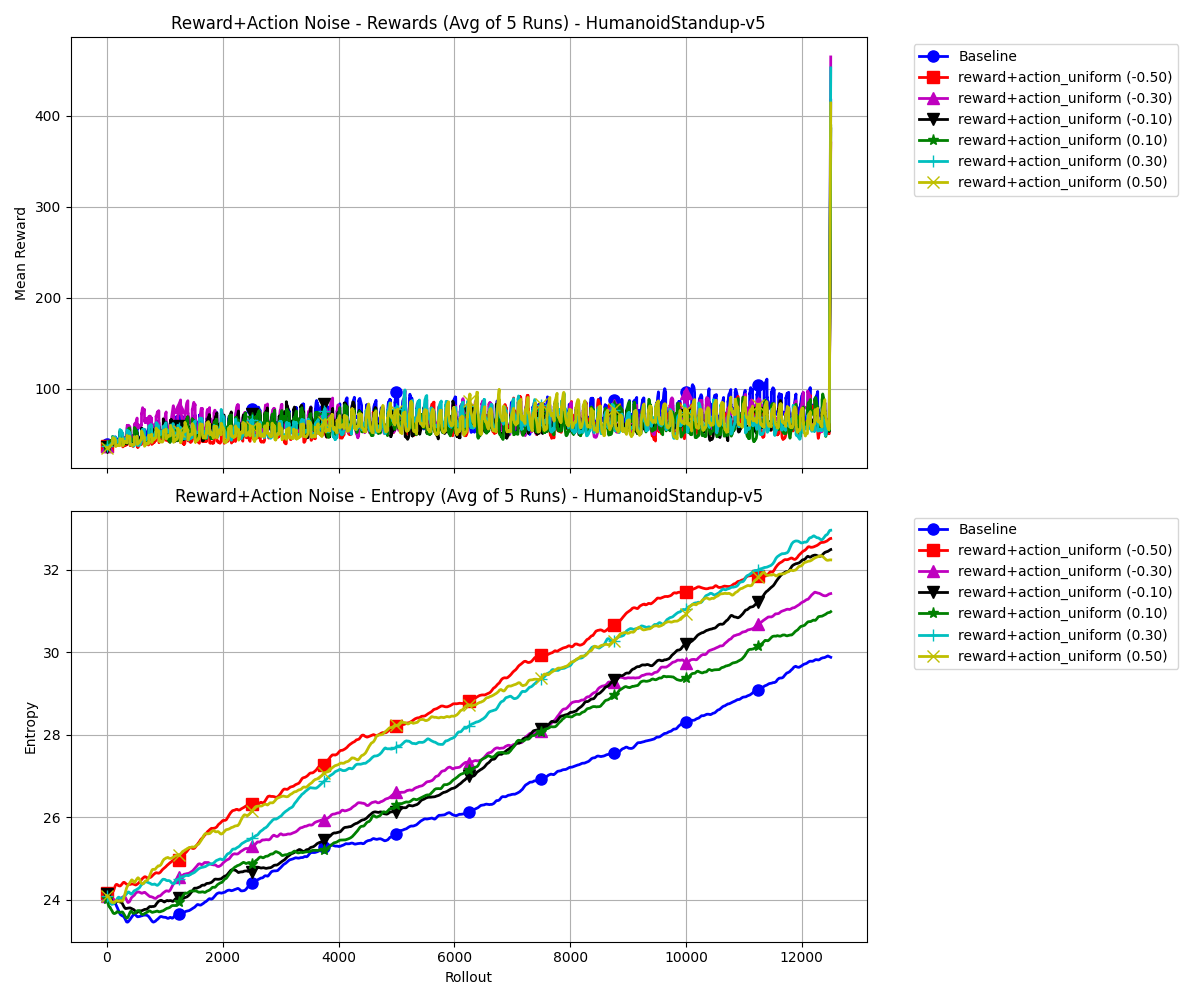 Reward+Action Noise - Rewards (Avg of 5 Runs) - HumanoidStandup-v5
400
300
200
100
Mean Reward
Baseline
reward+action_uniform (-0.50)
reward+action_uniform (-0.30)
reward+action_uniform (-0.10)
reward+action_uniform (0.10)
reward+action_uniform (0.30)
reward+action_uniform (0.50)
Reward+Action Noise - Entropy (Avg of 5 Runs) - HumanoidStandup-v5
32
30
28
26
24
Entropy
0 2000 4000 6000 8000 10000 12000
Rollout
Baseline
reward+action_uniform (-0.50)
reward+action_uniform (-0.30)
reward+action_uniform (-0.10)
reward+action_uniform (0.10)
reward+action_uniform (0.30)
reward+action_uniform (0.50)